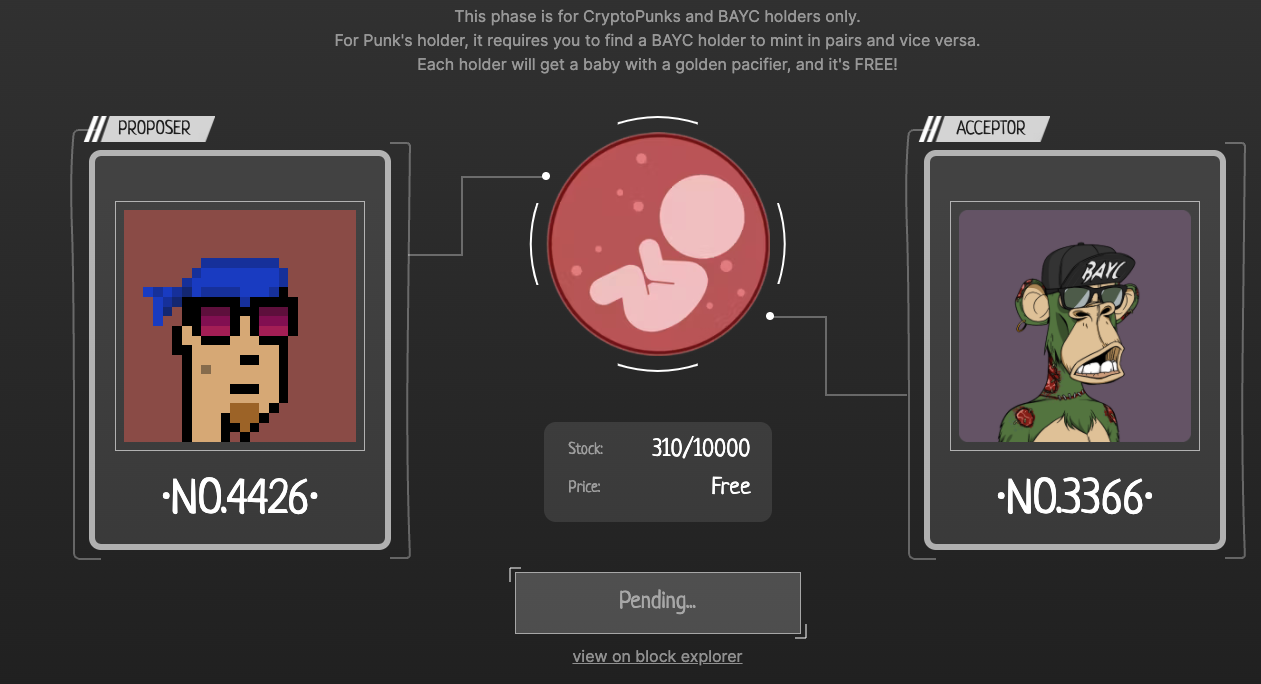 This phase is for CryptoPunks and BAYC holders only.
For Punk's holder, it requires you to find a BAYC holder to mint in pairs and vice versa.
Each holder will get a baby with a golden pacifier, and it's FREE!
PROPOSER
ACCEPTOR
BAYC
·NO.4426·
·NO.3366·
Stock: 310/10000
Price: Free
Pending...
view on block explorer